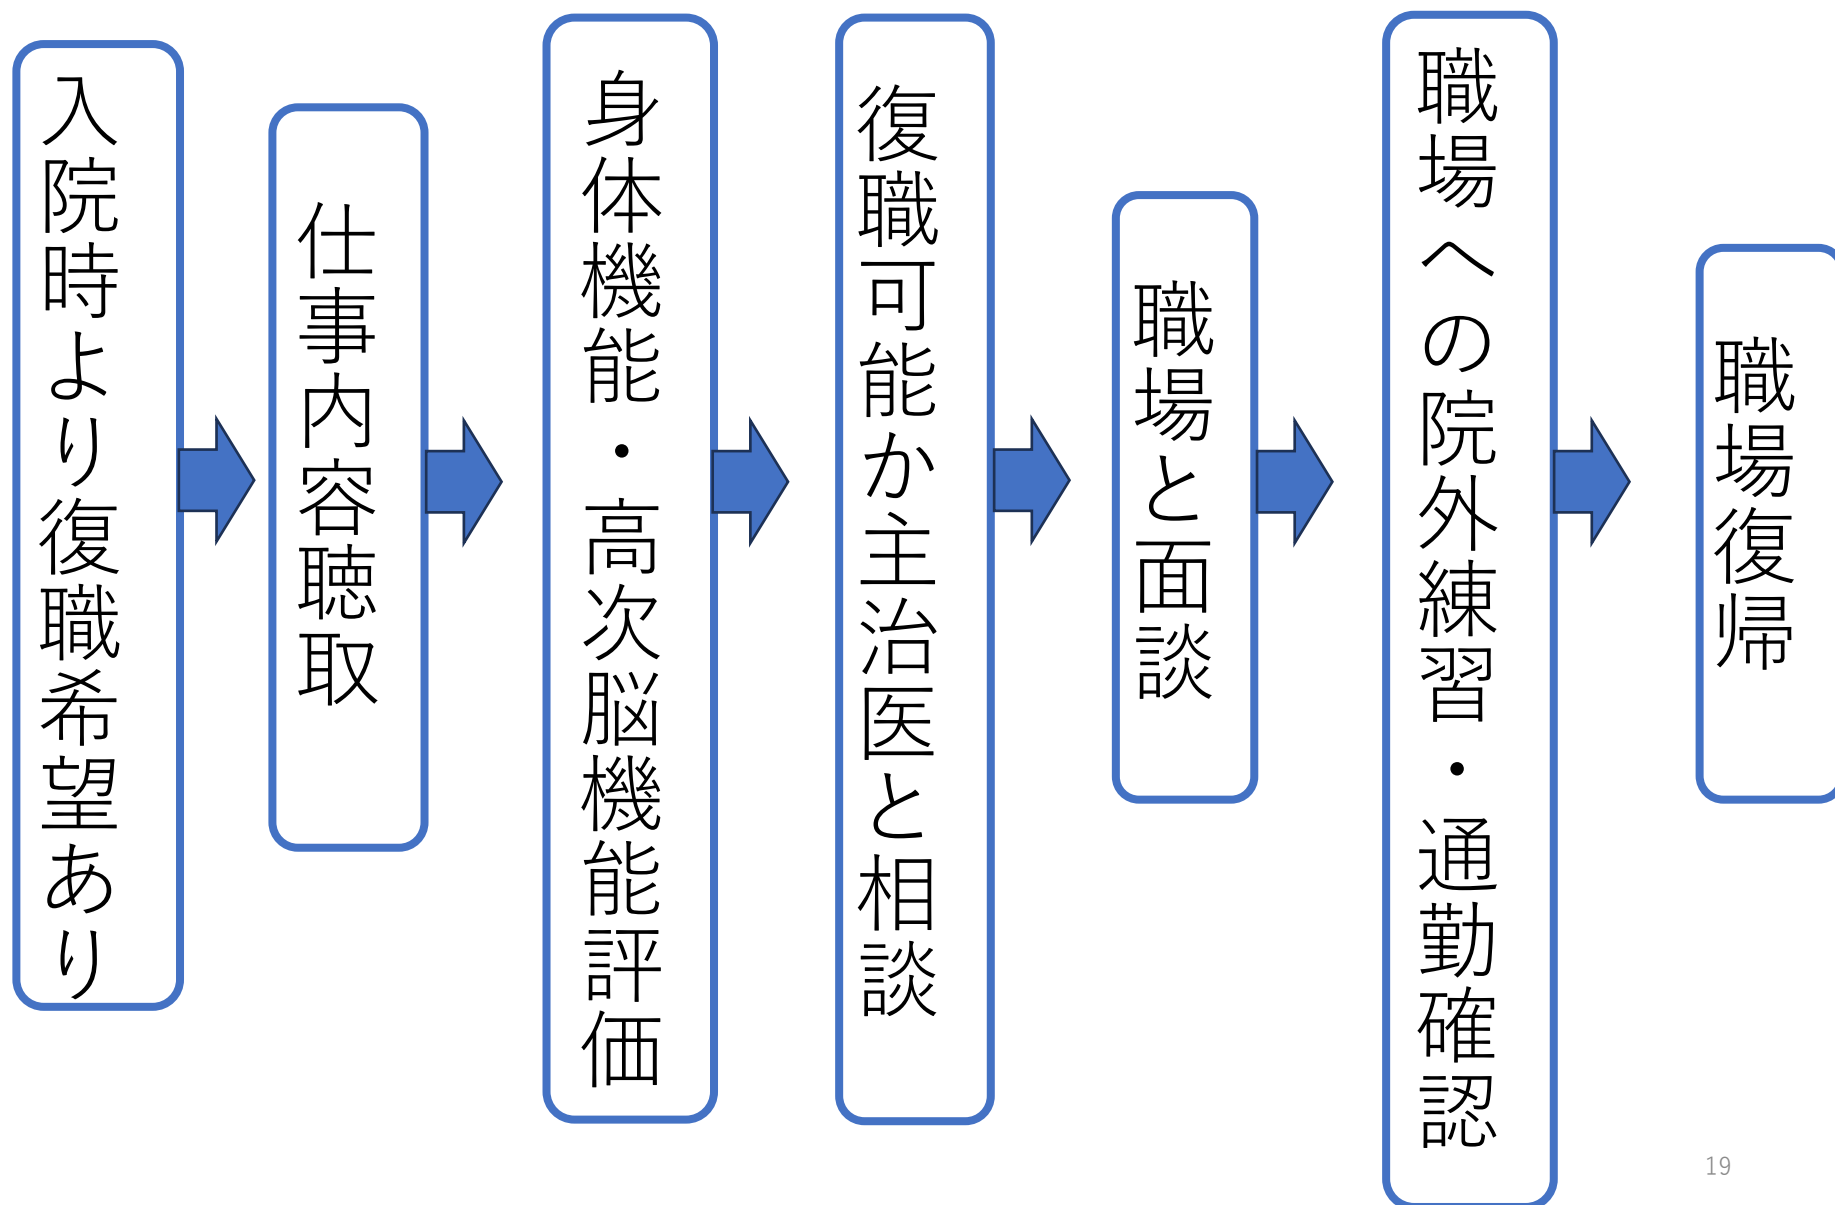 入院時より復職希望あり
仕事内容聴取
身体機能・高次脳機能評価
復職可能か主治医と相談
職場と面談
職場への院外練習・通勤確認
職場復帰
19